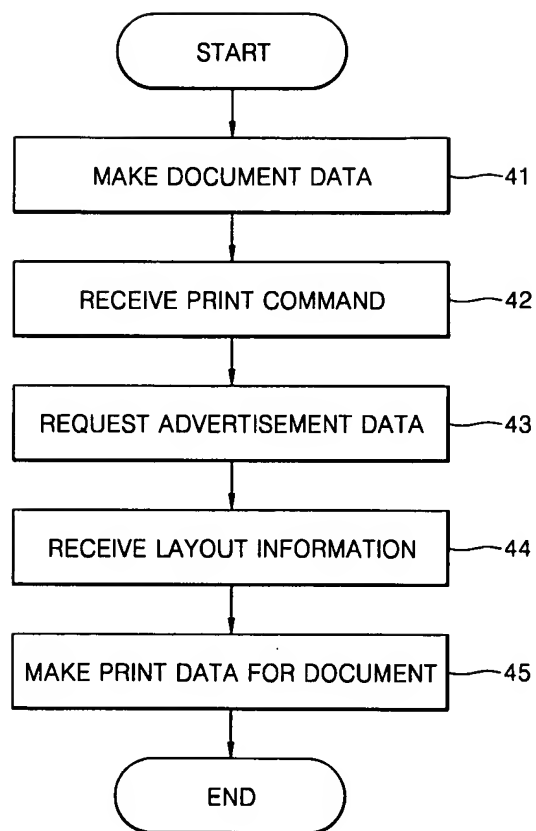 START
MAKE DOCUMENT DATA 41
RECEIVE PRINT COMMAND 42
REQUEST ADVERTISEMENT DATA 43
RECEIVE LAYOUT INFORMATION 44
MAKE PRINT DATA FOR DOCUMENT 45
END